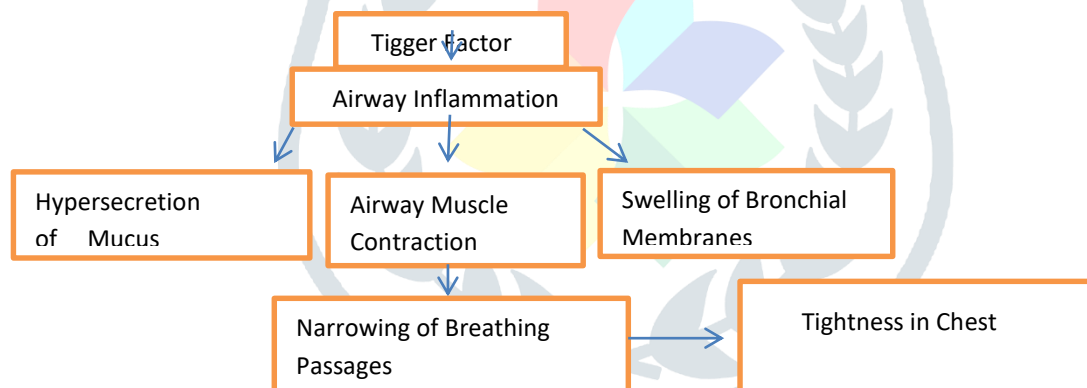 Tigger Factor
Airway Inflammation
Hypersecretion
of Mucus
Airway Muscle
Contraction
Swelling of Bronchial
Membranes
Narrowing of Breathing
Passages
Tightness in Chest